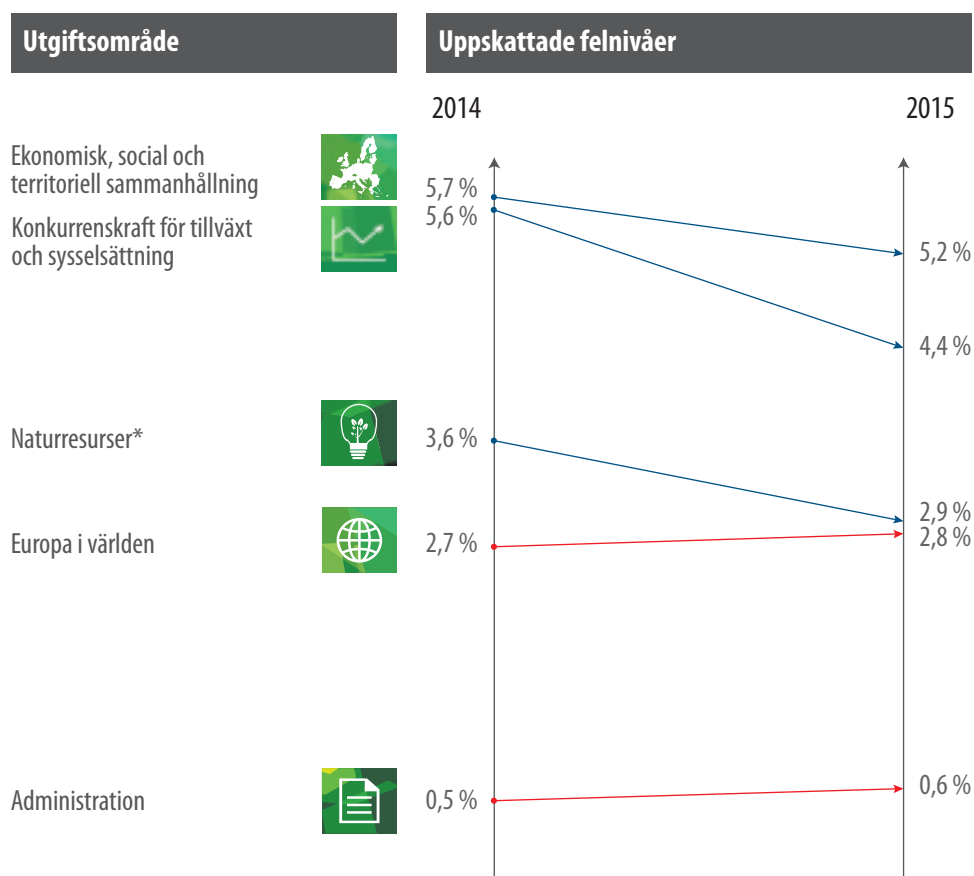 Utgiftsområde
Uppskattade felnivåer
2014
2015
Ekonomisk, social och
territoriell sammanhållning
5,7 %
5,2 %
Konkurrenskraft för tillväxt
och sysselsättning
5,6 %
4,4 %
Naturresurser*
3,6 %
2,9 %
Europa i världen
2,7 %
2,8 %
Administration
0,5 %
0,6 %